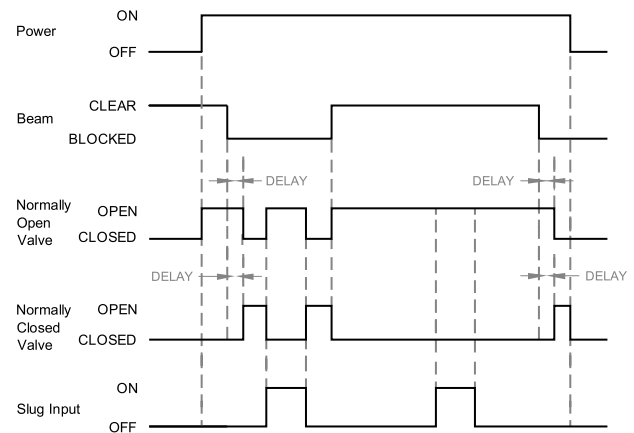 Power
ON
OFF
Beam
CLEAR
BLOCKED
DELAY
DELAY
Normally
Open
Valve
OPEN
CLOSED
DELAY
DELAY
Normally
Closed
Valve
OPEN
CLOSED
Slug Input
ON
OFF